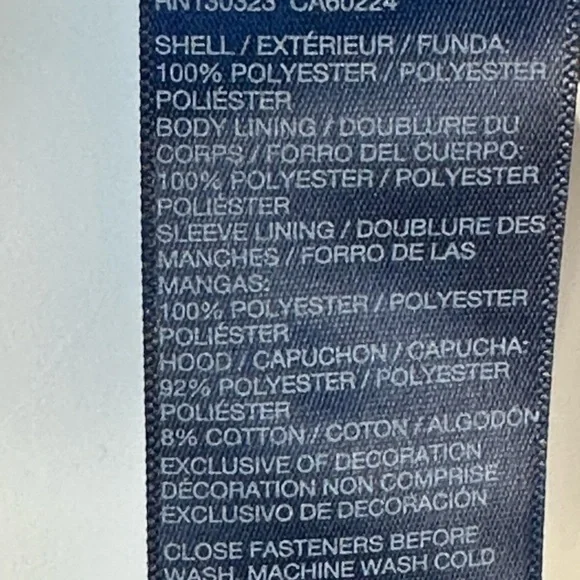 RN130323 CA60224
SHELL / EXTÉRIEUR / FUNDA:
100% POLYESTER / POLYESTER
POLIÉSTER
BODY LINING / DOUBLURE DU
CORPS / FORRO DEL CUERPO:
100% POLYESTER / POLYESTER
POLIÉSTER
SLEEVE LINING / DOUBLURE DES
MANCHES / FORRO DE LAS
MANGAS:
100% POLYESTER / POLYESTER
POLIÉSTER
HOOD / CAPUCHON / CAPUCHA:
92% POLYESTER / POLYESTER
POLIÉSTER
8% COTTON / COTON / ALGODÓN
EXCLUSIVE OF DECORATION
DÉCORATION NON COMPRISE
EXCLUSIVO DE DECORACIÓN
CLOSE FASTENERS BEFORE
WASH, MACHINE WASH COLD